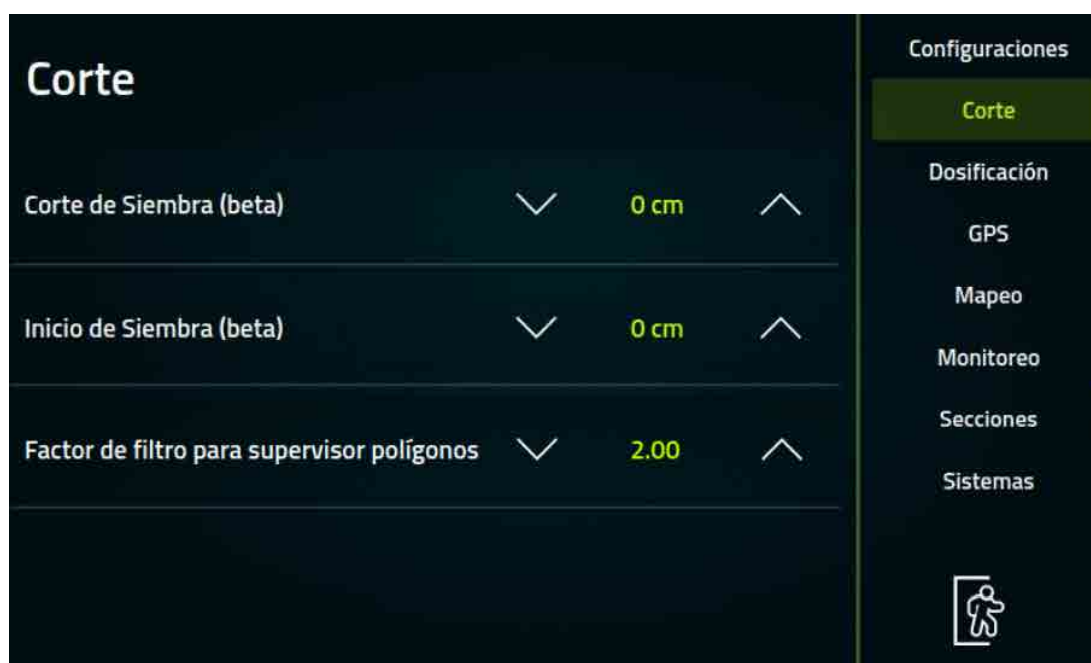 Corte
Corte de Siembra (beta) 0 cm
Inicio de Siembra (beta) 0 cm
Factor de filtro para supervisor polígonos 2.00
Configuraciones
Corte
Dosificación
GPS
Mapeo
Monitoreo
Secciones
Sistemas